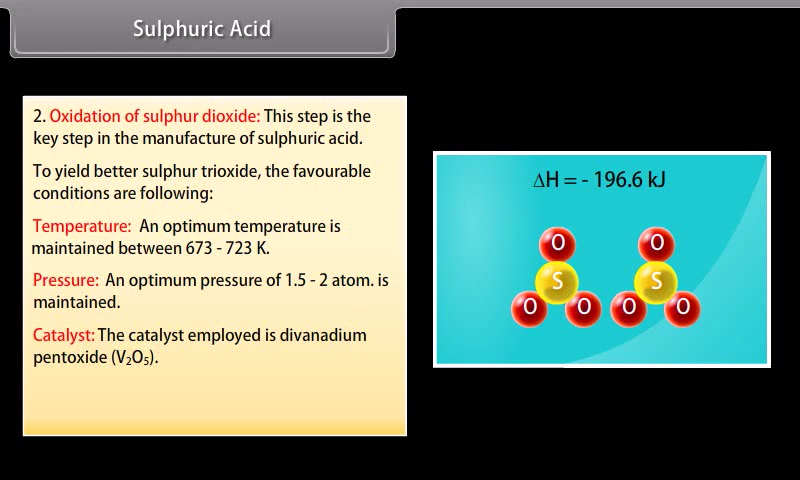 Sulphuric Acid
2. Oxidation of sulphur dioxide: This step is the
key step in the manufacture of sulphuric acid.
To yield better sulphur trioxide, the favourable
conditions are following:
Temperature: An optimum temperature is
maintained between 673 - 723 K.
Pressure: An optimum pressure of 1.5 - 2 atom. is
maintained.
Catalyst: The catalyst employed is divanadium
pentoxide (V₂O₅).
ΔH = - 196.6 kJ
O O
S S
O O O O